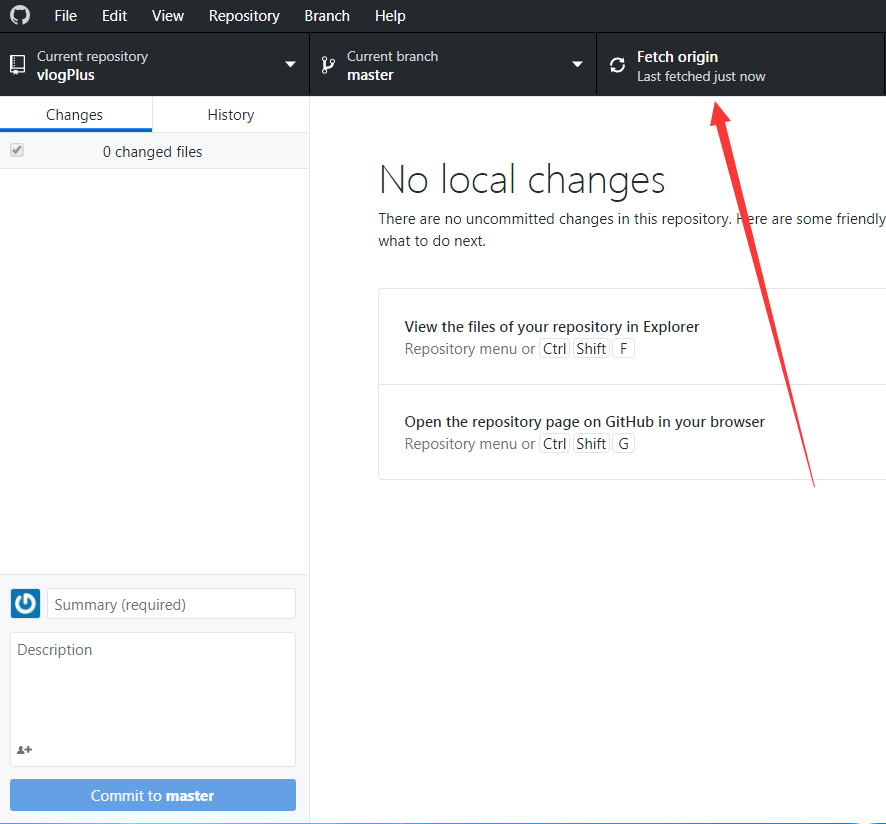 File Edit View Repository Branch Help
Current repository
vlogPlus
Current branch
master
Fetch origin
Last fetched just now
Changes
History
0 changed files
No local changes
There are no uncommitted changes in this repository. Here are some friendly
what to do next.
View the files of your repository in Explorer
Repository menu or Ctrl Shift F
Open the repository page on GitHub in your browser
Repository menu or Ctrl Shift G
Summary (required)
Description
Commit to master